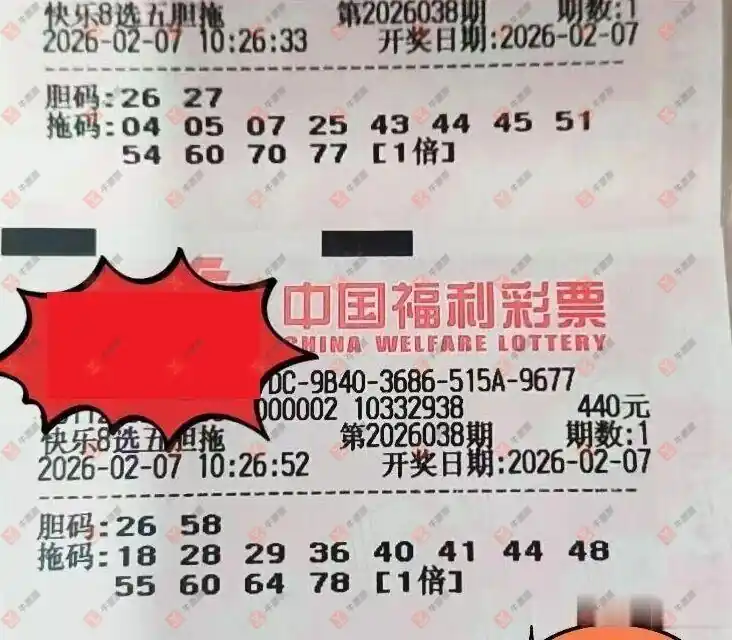 快乐8选五胆拖 第2026038期 期数:1
2026-02-07 10:26:33 开奖日期:2026-02-07
胆码:26 27
拖码:04 05 07 25 43 44 45 51
54 60 70 77 [1倍]
中国福利彩票
CHINA WELFARE LOTTERY
DC-9B40-3686-515A-9677
000002 10332938 440元
快乐8选五胆拖 第2026038期 期数:1
2026-02-07 10:26:52 开奖日期:2026-02-07
胆码:26 58
拖码:18 28 29 36 40 41 44 48
55 60 64 78 [1倍]